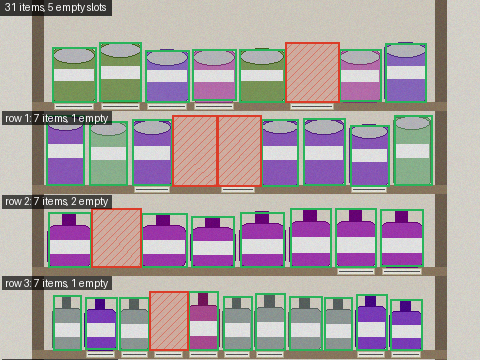 31 items, 5 empty slots
row 1: 7 items, 1 empty
row 2: 7 items, 2 empty
row 3: 7 items, 1 empty